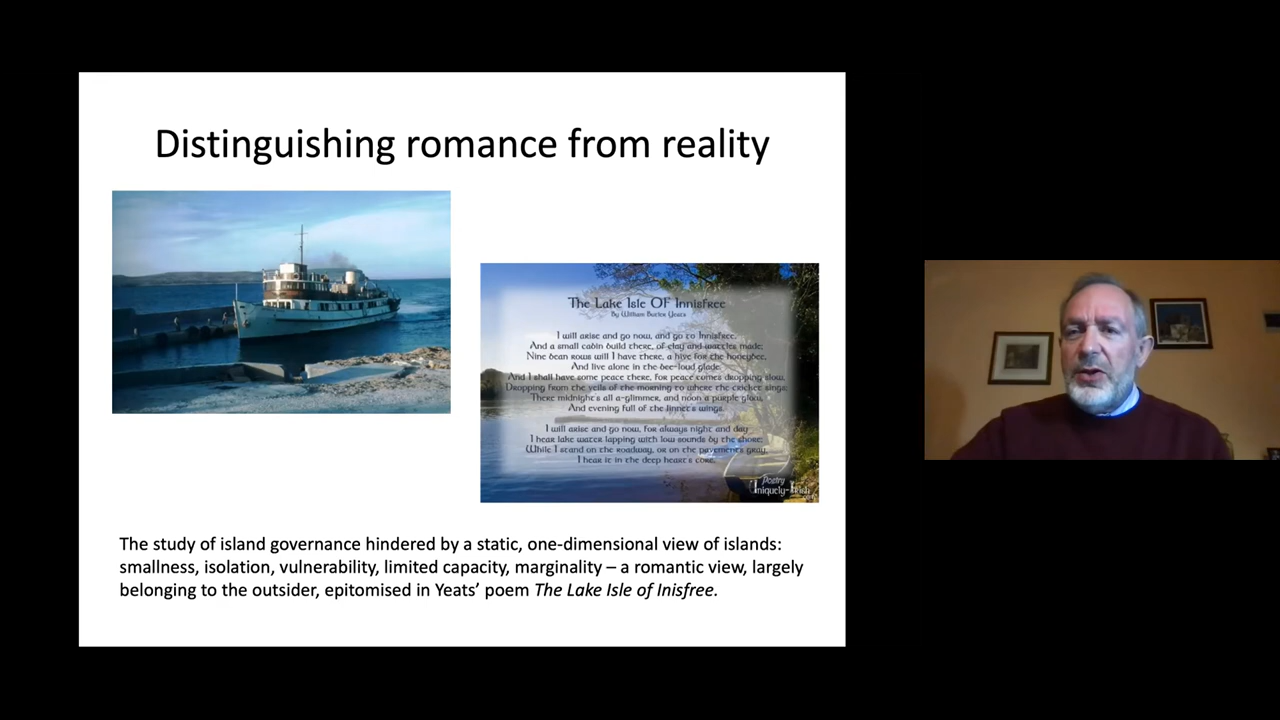 Distinguishing romance from reality
The Lake Isle OF Innisfree
By William Butler Yeats
I will arise and go now, and go to Innisfree,
And a small cabin build there, of clay and wattles made;
Nine bean rows will I have there, a hive for the honeybee,
And live alone in the bee-loud glade.
And I shall have some peace there, for peace comes dropping slow,
Dropping from the veils of the morning to where the cricket sings;
There midnight's all a-glimmer, and noon a purple glow,
And evening full of the linnet's wings.
I will arise and go now, for always night and day
I hear lake water lapping with low sounds by the shore;
While I stand on the roadway, or on the pavements gray,
I hear it in the deep heart's core.
Poetry
Uniquely-Irish
The study of island governance hindered by a static, one-dimensional view of islands:
smallness, isolation, vulnerability, limited capacity, marginality – a romantic view, largely
belonging to the outsider, epitomised in Yeats' poem The Lake Isle of Inisfree.